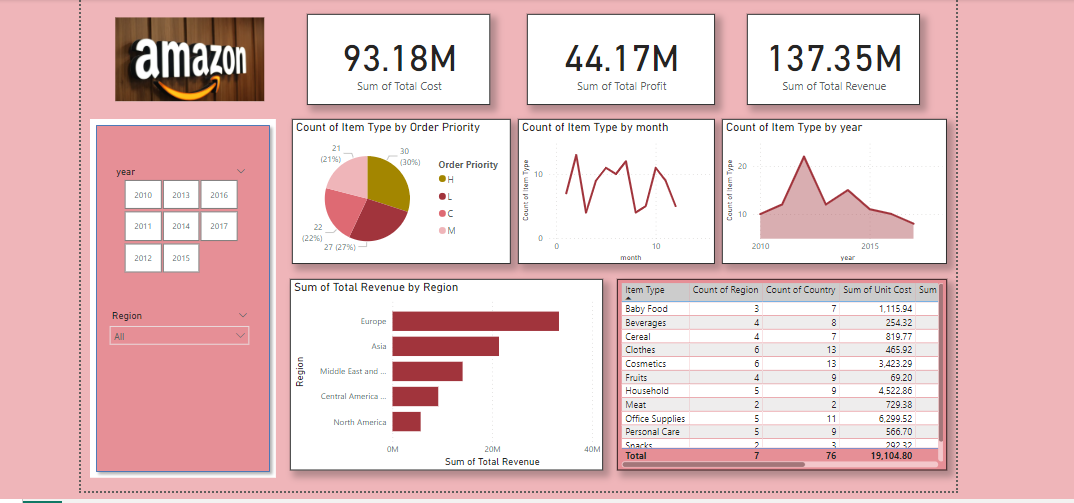 amazon
93.18M
Sum of Total Cost
44.17M
Sum of Total Profit
137.35M
Sum of Total Revenue
year
2010 2013 2016
2011 2014 2017
2012 2015
Region
All
Count of Item Type by Order Priority
30
(30%)
27 (27%)
22
(22%)
21
(21%)
Order Priority
H
L
C
M
Count of Item Type by month
Count of Item Type
10
0
0 10
month
Count of Item Type by year
Count of Item Type
20
10
2010 2015
year
Sum of Total Revenue by Region
Region
Europe
Asia
Middle East and ...
Central America ...
North America
0M 20M 40M
Sum of Total Revenue
Item Type Count of Region Count of Country Sum of Unit Cost Sum
Baby Food 3 7 1,115.94
Beverages 4 8 254.32
Cereal 4 7 819.77
Clothes 6 13 465.92
Cosmetics 6 13 3,423.29
Fruits 4 9 69.20
Household 5 9 4,522.86
Meat 2 2 729.38
Office Supplies 5 11 6,299.52
Personal Care 5 9 566.70
Snacks 2 3 292.32
Total 7 76 19,104.80